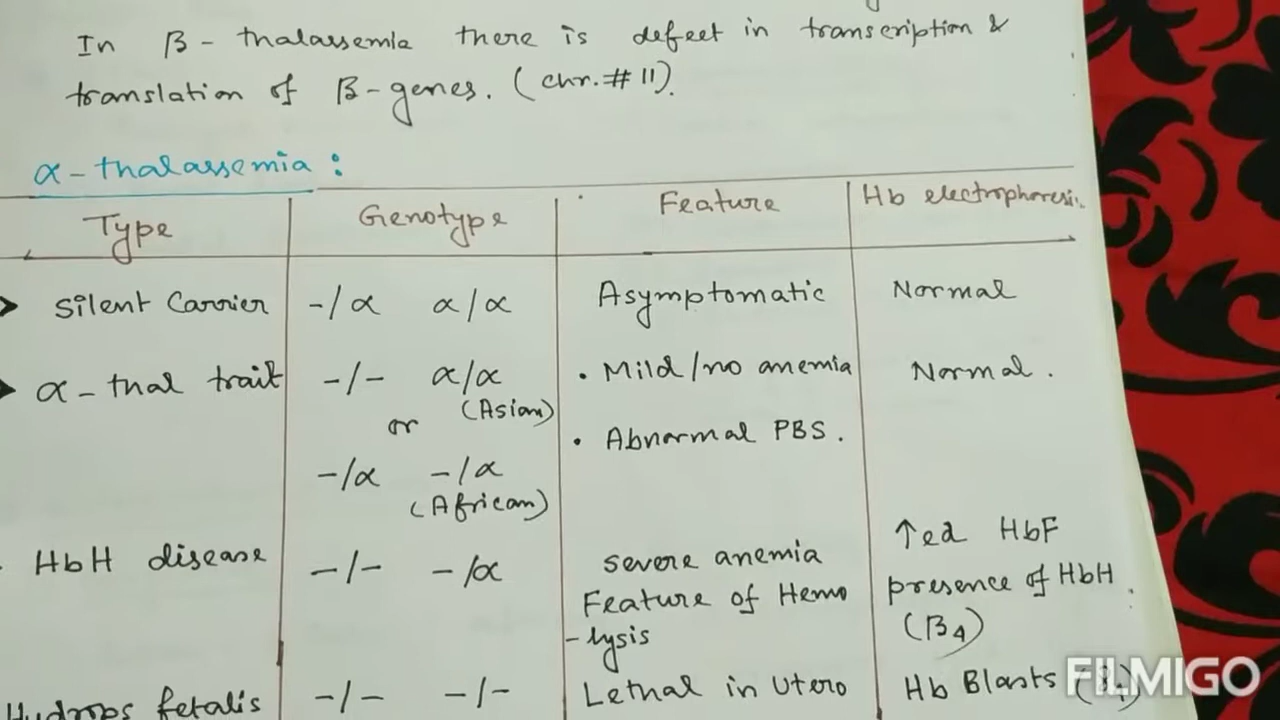 In β-thalassemia there is defect in transcription &
translation of β-genes. (chr. # 11).
α-thalassemia :
Type Genotype Feature Hb electrophoresis
Silent Carrier -/α α/α Asymptomatic Normal
α-thal trait -/- α/α • Mild/no anemia Normal.
(Asian)
or • Abnormal PBS.
-/α -/α
(African)
HbH disease -/- -/α severe anemia ↑ed HbF
Feature of Hemo presence of HbH.
-lysis (β4)
Hydrops fetalis -/- -/- Lethal in Utero Hb Blasts
FILMIGO